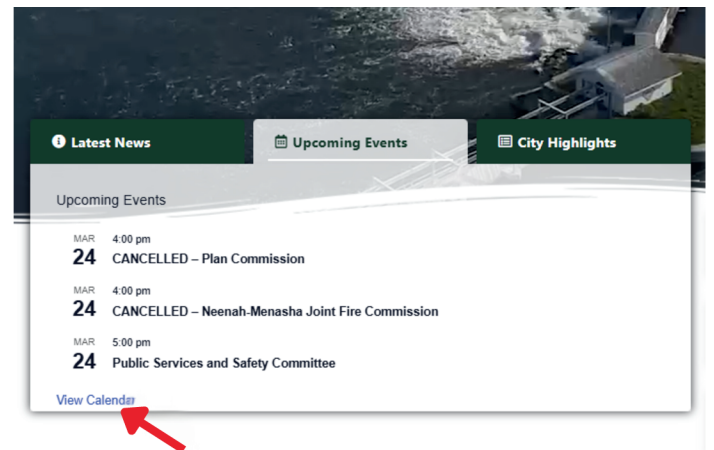 Latest News
Upcoming Events
City Highlights
Upcoming Events
MAR 4:00 pm
24 CANCELLED – Plan Commission
MAR 4:00 pm
24 CANCELLED – Neenah-Menasha Joint Fire Commission
MAR 5:00 pm
24 Public Services and Safety Committee
View Calendar